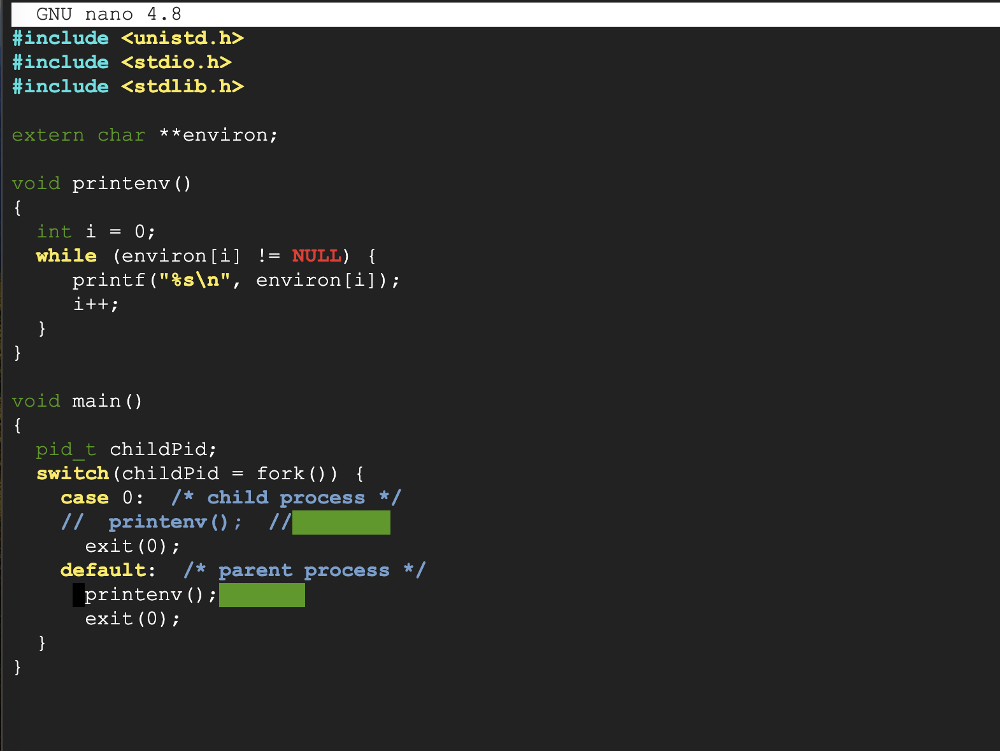 GNU nano 4.8
#include <unistd.h>
#include <stdio.h>
#include <stdlib.h>
extern char **environ;
void printenv()
{
int i = 0;
while (environ[i] != NULL) {
printf("%s\n", environ[i]);
i++;
}
}
void main()
{
pid_t childPid;
switch(childPid = fork()) {
case 0:  /* child process */
//  printenv();  //
exit(0);
default:  /* parent process */
printenv();
exit(0);
}
}